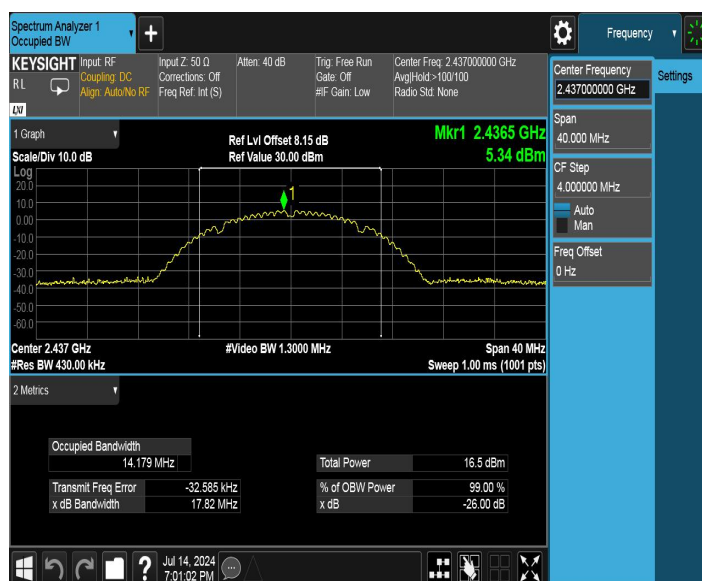 Spectrum Analyzer 1
Occupied BW
+
Frequency
KEYSIGHT
RL
LXI
Input: RF
Coupling: DC
Align: Auto/No RF
Input Z: 50 Ω
Corrections: Off
Freq Ref: Int (S)
Atten: 40 dB
Trig: Free Run
Gate: Off
#IF Gain: Low
Center Freq: 2.437000000 GHz
Avg|Hold:>100/100
Radio Std: None
Center Frequency
2.437000000 GHz
Settings
Span
40.000 MHz
CF Step
4.000000 MHz
Auto
Man
Freq Offset
0 Hz
1 Graph
Scale/Div 10.0 dB
Ref Lvl Offset 8.15 dB
Ref Value 30.00 dBm
Mkr1 2.4365 GHz
5.34 dBm
Log
20.0
10.0
0.00
-10.0
-20.0
-30.0
-40.0
-50.0
-60.0
1
Center 2.437 GHz
#Res BW 430.00 kHz
#Video BW 1.3000 MHz
Span 40 MHz
Sweep 1.00 ms (1001 pts)
2 Metrics
Occupied Bandwidth
14.179 MHz
Total Power 16.5 dBm
Transmit Freq Error -32.585 kHz
% of OBW Power 99.00 %
x dB Bandwidth 17.82 MHz
x dB -26.00 dB
?
Jul 14, 2024
7:01:02 PM